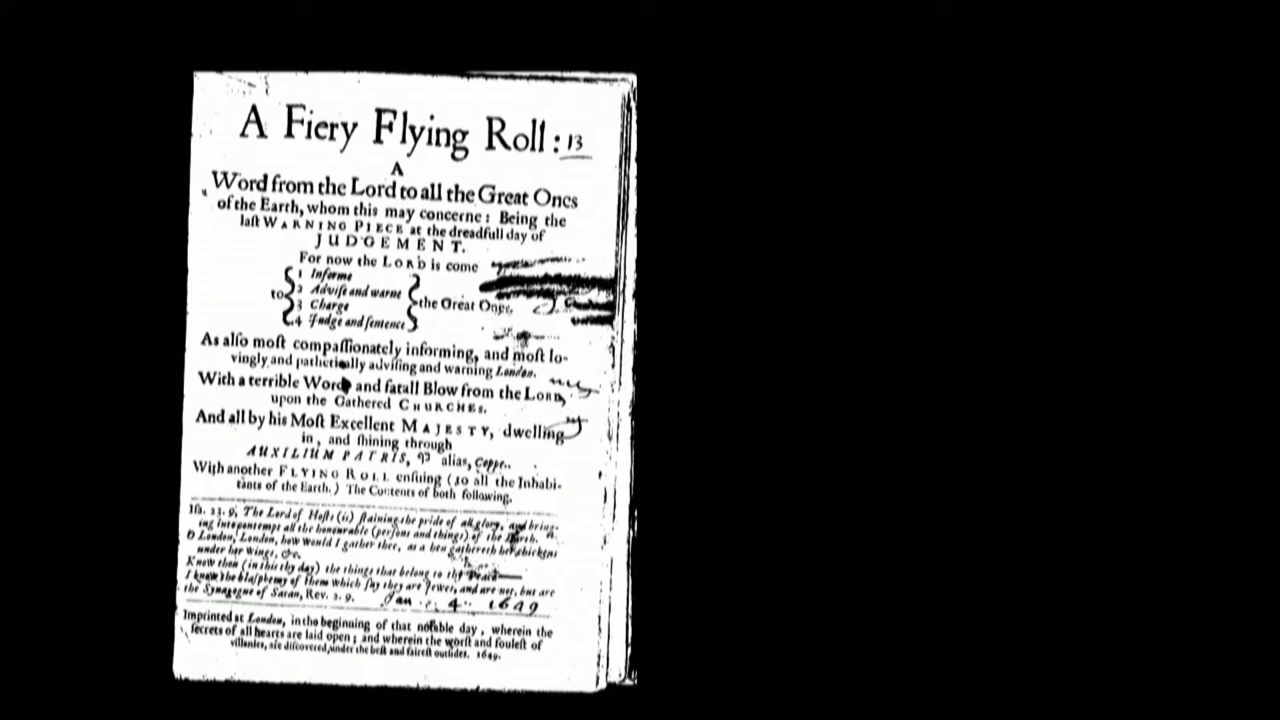 A Fiery Flying Roll : 13
A
Word from the Lord to all the Great Ones
of the Earth, whom this may concerne : Being the
laſt WARNING PIECE at the dreadfull day of
JUDGEMENT.
For now the LORD is come
to { 1 Informe
2 Adviſe and warne
3 Charge
4 Judge and ſentence } the Great Ones.
As alſo moſt compaſſionately informing, and moſt lo-
vingly and pathetically adviſing and warning London.
With a terrible Word and fatall Blow from the LORD,
upon the Gathered CHURCHES.
And all by his Moſt Excellent MAJESTY, dwelling
in, and ſhining through
AUXILIUM PATRIS, alias, Coppe..
With another FLYING ROLL enſuing (to all the Inhabi-
tants of the Earth.) The Contents of both following.
Iſa. 23. 9. The Lord of Hoſts (is) ſtaining the pride of all glory, and bring-
ing into contempt all the honourable (perſons and things) of the Earth.
O London, London, how would I gather thee, as a hen gathereth her chickens
under her wings, &c.
Know thou (in this thy day) the things that belong to thy Peace
I know the blaſphemy of them which ſay they are Jewes, and are not, but are
the Synagogue of Satan, Rev. 2. 9. Jan 4. 1649
Imprinted at London, in the beginning of that notable day, wherein the
ſecrets of all hearts are laid open ; and wherein the worſt and fouleſt of
villanies, are diſcovered, under the beſt and faireſt outſides. 1649.